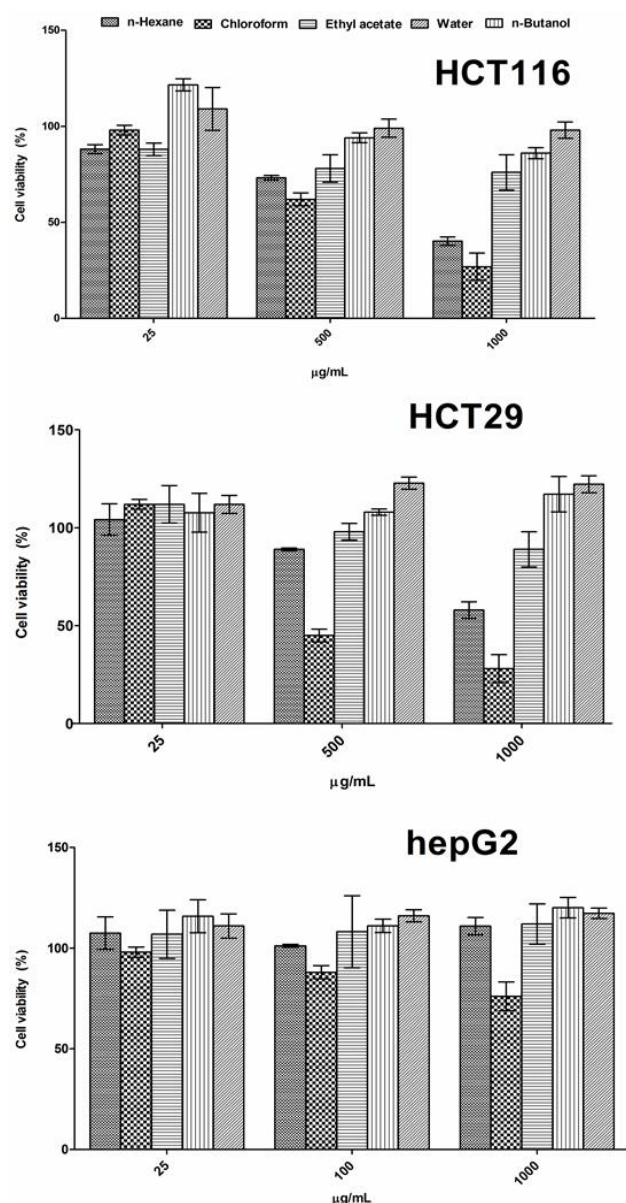 n-Hexane Chloroform Ethyl acetate Water n-Butanol
HCT116
150
100
50
0
Cell viability (%)
25 500 1000
µg/mL
HCT29
150
100
50
0
Cell viability (%)
25 500 1000
µg/mL
hepG2
150
100
50
0
Cell viability (%)
25 100 1000
µg/mL